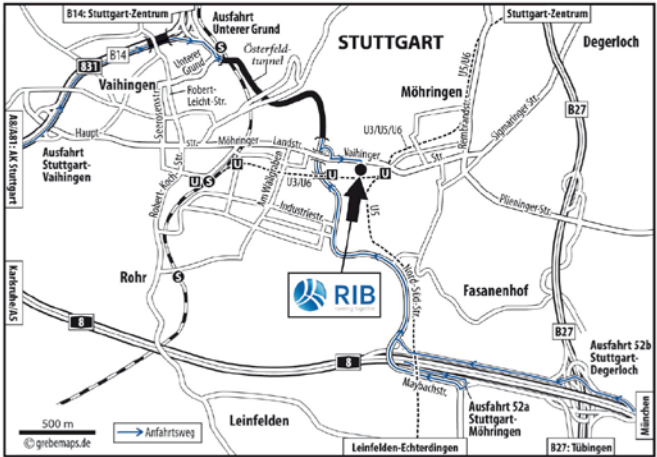 B14: Stuttgart-Zentrum
Ausfahrt
Unterer Grund
Stuttgart-Zentrum
S
Österfeld-
tunnel
STUTTGART
Degerloch
831
B14
Unterer
Grund
U5/U6
Vaihingen
Robert-
Leicht-Str.
Möhringen
B27
A8/A81: AK Stuttgart
Seerosenstr.
Rembrandtstr.
Sigmaringer Str.
Haupt
str.
Möhringer
Landstr.
U3/U5/U6
Vaihinger
Str.
Ausfahrt
Stuttgart-
Vaihingen
U
U
S
U3/U6
U
U
Robert-Koch-Str.
Am Wallgraben
U5
Plieninger-Str.
Industriestr.
Karlsruhe/A5
Rohr
S
RIB
Nord-Süd-Str.
Fasanenhof
8
B27
8
Ausfahrt 52b
Stuttgart-
Degerloch
Maybachstr.
Ausfahrt 52a
Stuttgart-
Möhringen
München
500 m
© grebemaps.de
Anfahrtsweg
Leinfelden
Leinfelden-Echterdingen
B27: Tübingen